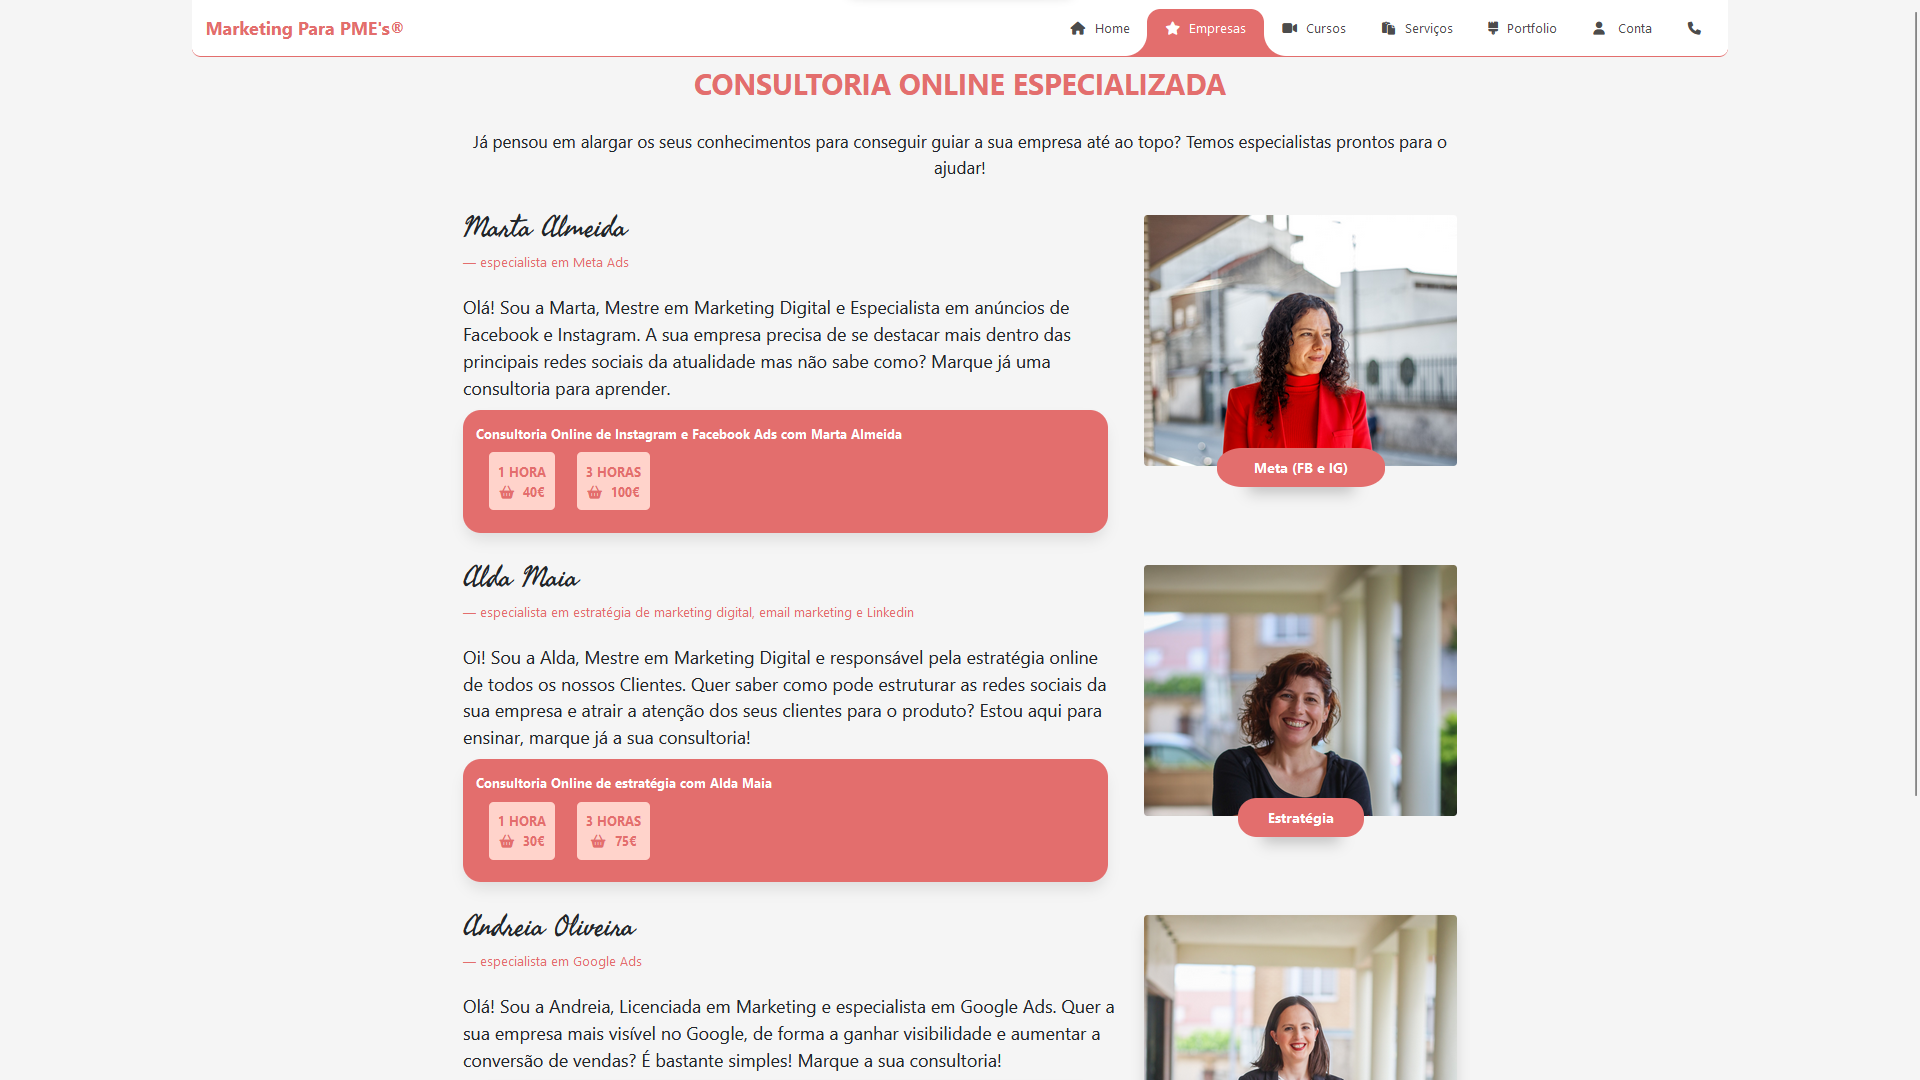 Marketing Para PME's®
Home
Empresas
Cursos
Serviços
Portfolio
Conta
CONSULTORIA ONLINE ESPECIALIZADA
Já pensou em alargar os seus conhecimentos para conseguir guiar a sua empresa até ao topo? Temos especialistas prontos para o
ajudar!
Marta Almeida
— especialista em Meta Ads
Olá! Sou a Marta, Mestre em Marketing Digital e Especialista em anúncios de
Facebook e Instagram. A sua empresa precisa de se destacar mais dentro das
principais redes sociais da atualidade mas não sabe como? Marque já uma
consultoria para aprender.
Consultoria Online de Instagram e Facebook Ads com Marta Almeida
1 HORA
40€
3 HORAS
100€
Meta (FB e IG)
Alda Maia
— especialista em estratégia de marketing digital, email marketing e Linkedin
Oi! Sou a Alda, Mestre em Marketing Digital e responsável pela estratégia online
de todos os nossos Clientes. Quer saber como pode estruturar as redes sociais da
sua empresa e atrair a atenção dos seus clientes para o produto? Estou aqui para
ensinar, marque já a sua consultoria!
Consultoria Online de estratégia com Alda Maia
1 HORA
30€
3 HORAS
75€
Estratégia
Andreia Oliveira
— especialista em Google Ads
Olá! Sou a Andreia, Licenciada em Marketing e especialista em Google Ads. Quer a
sua empresa mais visível no Google, de forma a ganhar visibilidade e aumentar a
conversão de vendas? É bastante simples! Marque a sua consultoria!